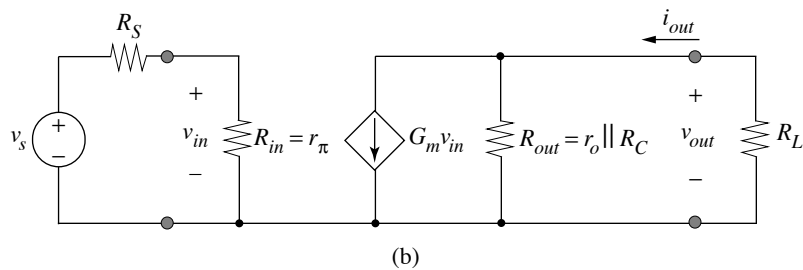 i_out
R_S
+
v_s
+
−
v_in
−
R_in = r_π
G_m v_in
R_out = r_o || R_C
+
v_out
−
R_L
(b)